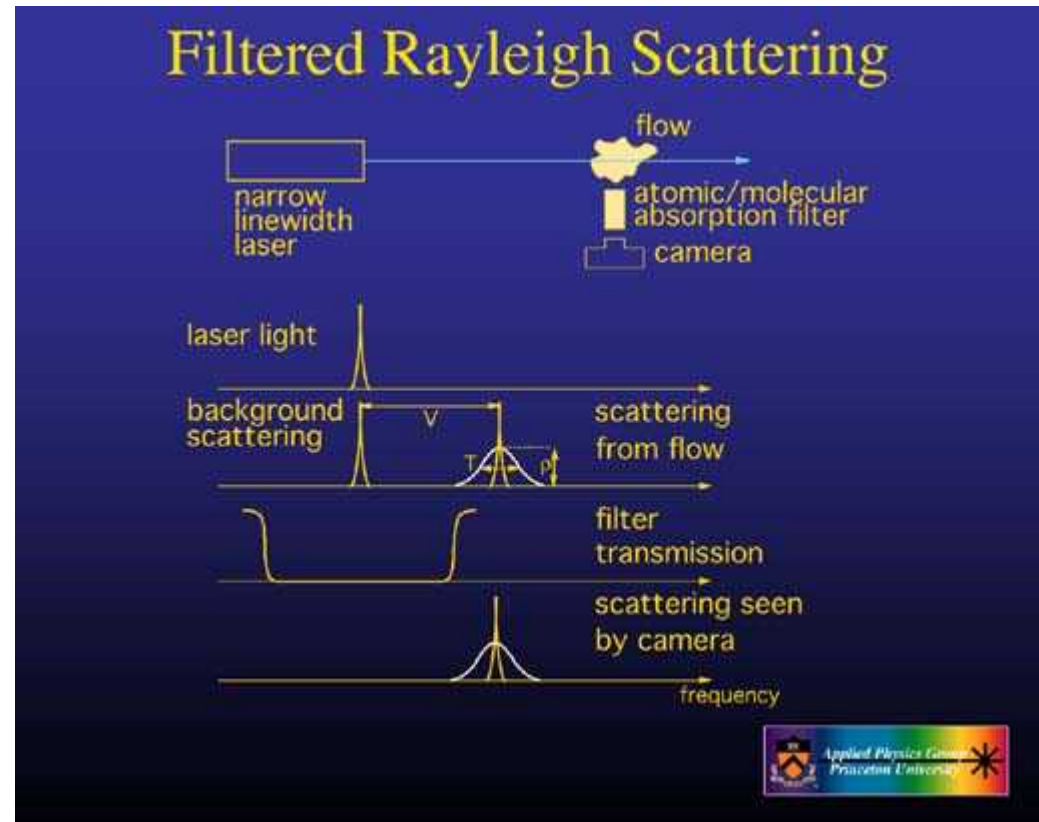 Filtered Rayleigh Scattering
flow
narrow
linewidth
laser
atomic/molecular
absorption filter
camera
laser light
background
scattering
V
scattering
from flow
T
ρ
filter
transmission
scattering seen
by camera
frequency
Applied Physics Group
Princeton University